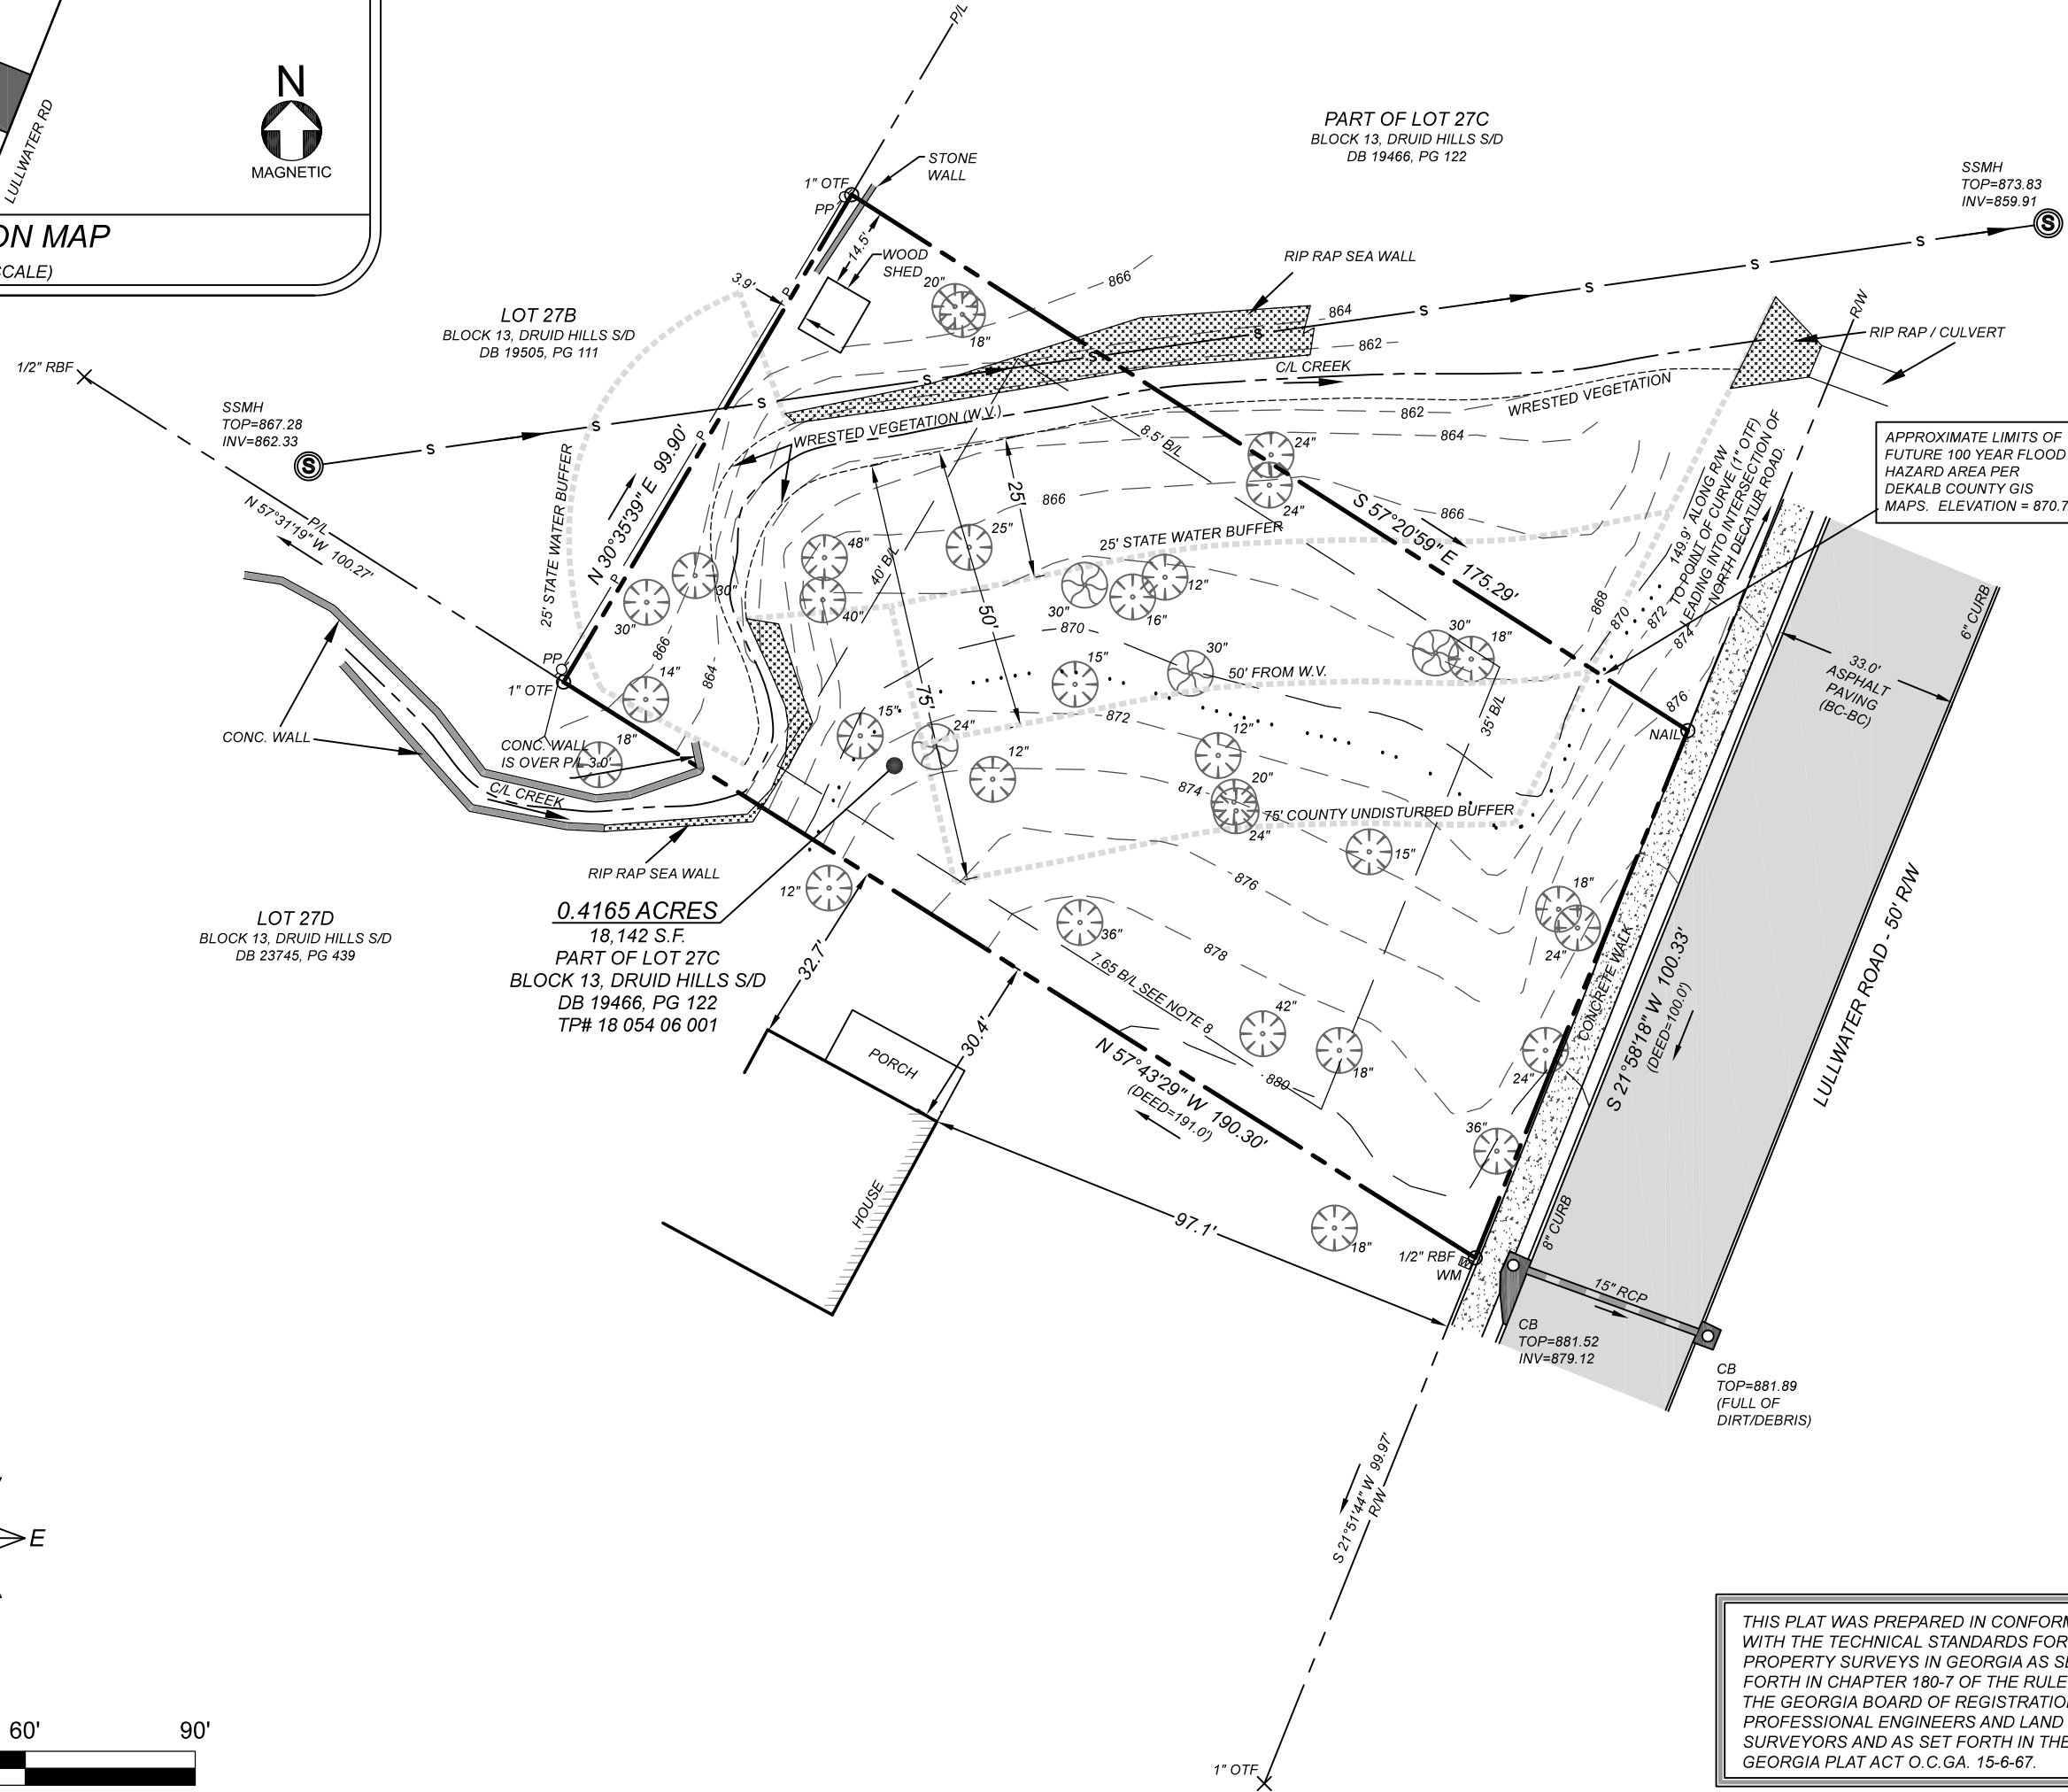 LULLWATER RD
N
MAGNETIC
ON MAP
SCALE)
P/L
PART OF LOT 27C
BLOCK 13, DRUID HILLS S/D
DB 19466, PG 122
SSMH
TOP=873.83
INV=859.91
S
STONE
WALL
1" OTF
PP
14.5'
WOOD
SHED
3.9'
P
20"
18"
866
RIP RAP SEA WALL
864
862
S
S
S
S
S
S
S
S
S
R/W
RIP RAP / CULVERT
LOT 27B
BLOCK 13, DRUID HILLS S/D
DB 19505, PG 111
1/2" RBF
SSMH
TOP=867.28
INV=862.33
S
C/L CREEK
WRESTED VEGETATION
WRESTED VEGETATION (W.V.)
862
864
8.5' B/L
24"
24"
APPROXIMATE LIMITS OF
FUTURE 100 YEAR FLOOD
HAZARD AREA PER
DEKALB COUNTY GIS
MAPS. ELEVATION = 870.7
149.9' ALONG R/W
TO POINT OF CURVE (1" OTF)
LEADING INTO INTERSECTION OF
NORTH DECATUR ROAD.
N 57°31'19" W 100.27'
P/L
25' STATE WATER BUFFER
N 30°35'39" E 99.90'
P
P
25'
866
S 57°20'59" E 175.29'
866
25' STATE WATER BUFFER
48"
40"
25"
40' B/L
30"
30"
30"
16"
12"
50'
870
868
870
872
874
876
6" CURB
33.0'
ASPHALT
PAVING
(BC-BC)
866
864
14"
PP
1" OTF
15"
30"
30"
18"
50' FROM W.V.
35' B/L
75'
15"
24"
12"
872
12"
NAIL
CONC. WALL
CONC. WALL
IS OVER P/L 3.0'
18"
C/L CREEK
874
20"
24"
75' COUNTY UNDISTURBED BUFFER
15"
RIP RAP SEA WALL
12"
876
18"
24"
LOT 27D
BLOCK 13, DRUID HILLS S/D
DB 23745, PG 439
0.4165 ACRES
18,142 S.F.
PART OF LOT 27C
BLOCK 13, DRUID HILLS S/D
DB 19466, PG 122
TP# 18 054 06 001
32.7'
36"
878
7.65 B/L SEE NOTE 8
CONCRETE WALK
S 21°58'18" W 100.33'
(DEED=100.0')
LULLWATER ROAD - 50' R/W
30.4'
PORCH
42"
18"
24"
880
N 57°43'29" W 190.30'
(DEED=191.0')
36"
HOUSE
97.1'
18"
8" CURB
1/2" RBF
WM
15" RCP
CB
TOP=881.52
INV=879.12
CB
TOP=881.89
(FULL OF
DIRT/DEBRIS)
S 21°51'44" W 99.97'
R/W
E
60'
90'
1" OTF
THIS PLAT WAS PREPARED IN CONFORM
WITH THE TECHNICAL STANDARDS FOR
PROPERTY SURVEYS IN GEORGIA AS SE
FORTH IN CHAPTER 180-7 OF THE RULE
THE GEORGIA BOARD OF REGISTRATION
PROFESSIONAL ENGINEERS AND LAND
SURVEYORS AND AS SET FORTH IN THE
GEORGIA PLAT ACT O.C.GA. 15-6-67.